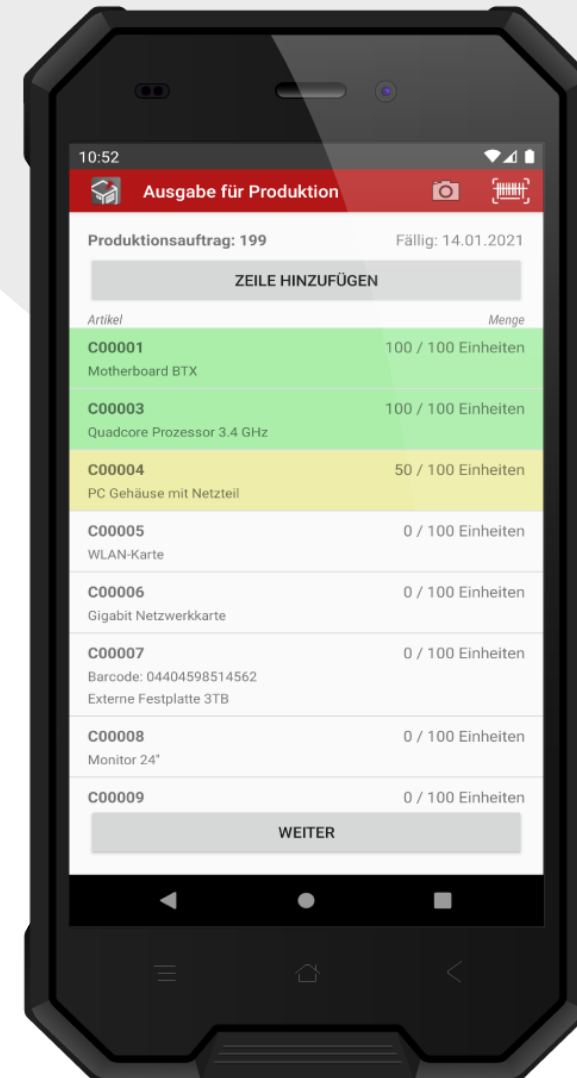 10:52
Ausgabe für Produktion
Produktionsauftrag: 199 Fällig: 14.01.2021
ZEILE HINZUFÜGEN
Artikel Menge
C00001 100 / 100 Einheiten
Motherboard BTX
C00003 100 / 100 Einheiten
Quadcore Prozessor 3.4 GHz
C00004 50 / 100 Einheiten
PC Gehäuse mit Netzteil
C00005 0 / 100 Einheiten
WLAN-Karte
C00006 0 / 100 Einheiten
Gigabit Netzwerkkarte
C00007 0 / 100 Einheiten
Barcode: 04404598514562
Externe Festplatte 3TB
C00008 0 / 100 Einheiten
Monitor 24"
C00009 0 / 100 Einheiten
WEITER